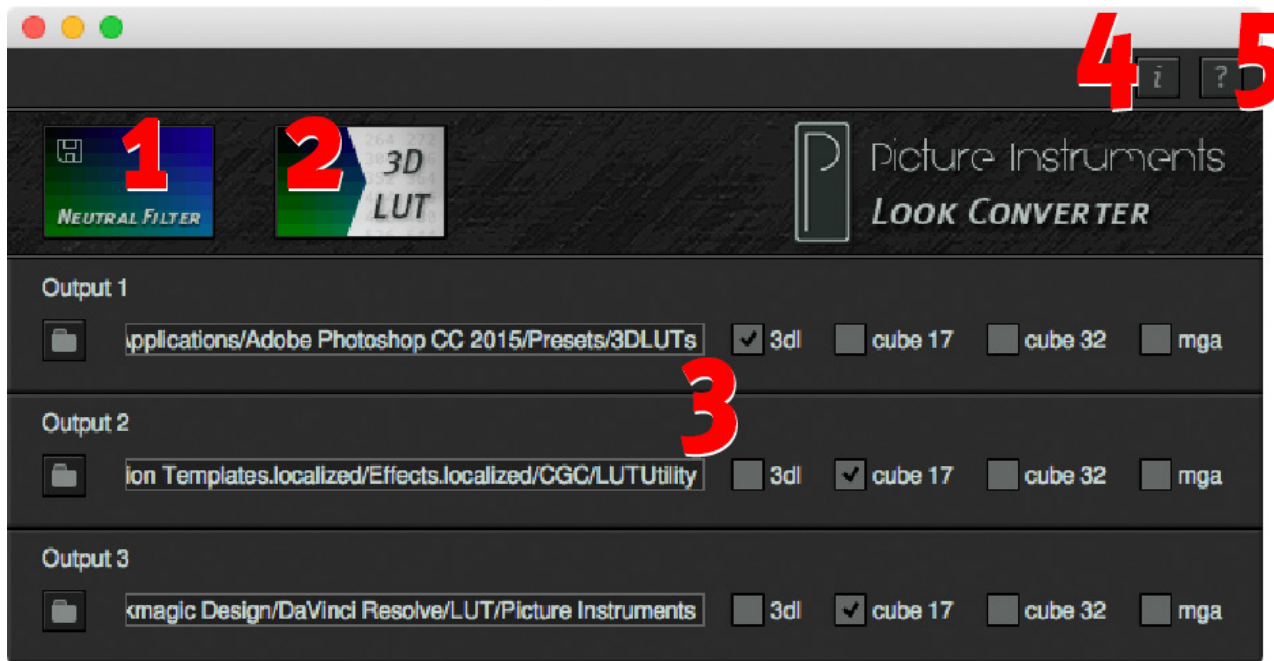 4 i ? 5
1 NEUTRAL FILTER
2 3D LUT
Picture Instruments
LOOK CONVERTER
Output 1
Applications/Adobe Photoshop CC 2015/Presets/3DLUTs 3dl cube 17 cube 32 mga
3
Output 2
ion Templates.localized/Effects.localized/CGC/LUTUtility 3dl cube 17 cube 32 mga
Output 3
kmagic Design/DaVinci Resolve/LUT/Picture Instruments 3dl cube 17 cube 32 mga